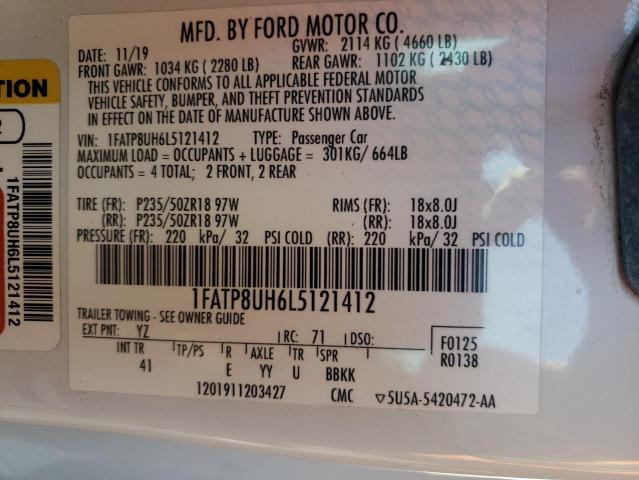 MFD. BY FORD MOTOR CO.
DATE: 11/19 GVWR: 2114 KG ( 4660 LB)
FRONT GAWR: 1034 KG ( 2280 LB) REAR GAWR: 1102 KG ( 2430 LB)
THIS VEHICLE CONFORMS TO ALL APPLICABLE FEDERAL MOTOR
VEHICLE SAFETY, BUMPER, AND THEFT PREVENTION STANDARDS
IN EFFECT ON THE DATE OF MANUFACTURE SHOWN ABOVE.
VIN: 1FATP8UH6L5121412 TYPE: Passenger Car
MAXIMUM LOAD = OCCUPANTS + LUGGAGE = 301KG/ 664LB
OCCUPANTS = 4 TOTAL; 2 FRONT, 2 REAR
TIRE (FR): P235/50ZR18 97W RIMS (FR): 18x8.0J
(RR): P235/50ZR18 97W (RR): 18x8.0J
PRESSURE (FR): 220 kPa/ 32 PSI COLD (RR): 220 kPa/ 32 PSI COLD
1FATP8UH6L5121412
TRAILER TOWING - SEE OWNER GUIDE
EXT PNT: YZ RC: 71 DSO: F0125
INT TR TP/PS R AXLE TR SPR R0138
41 E YY U BBKK
1201911203427 CMC ▽5U5A-5420472-AA
TION
2
1FATP8UH6L5121412